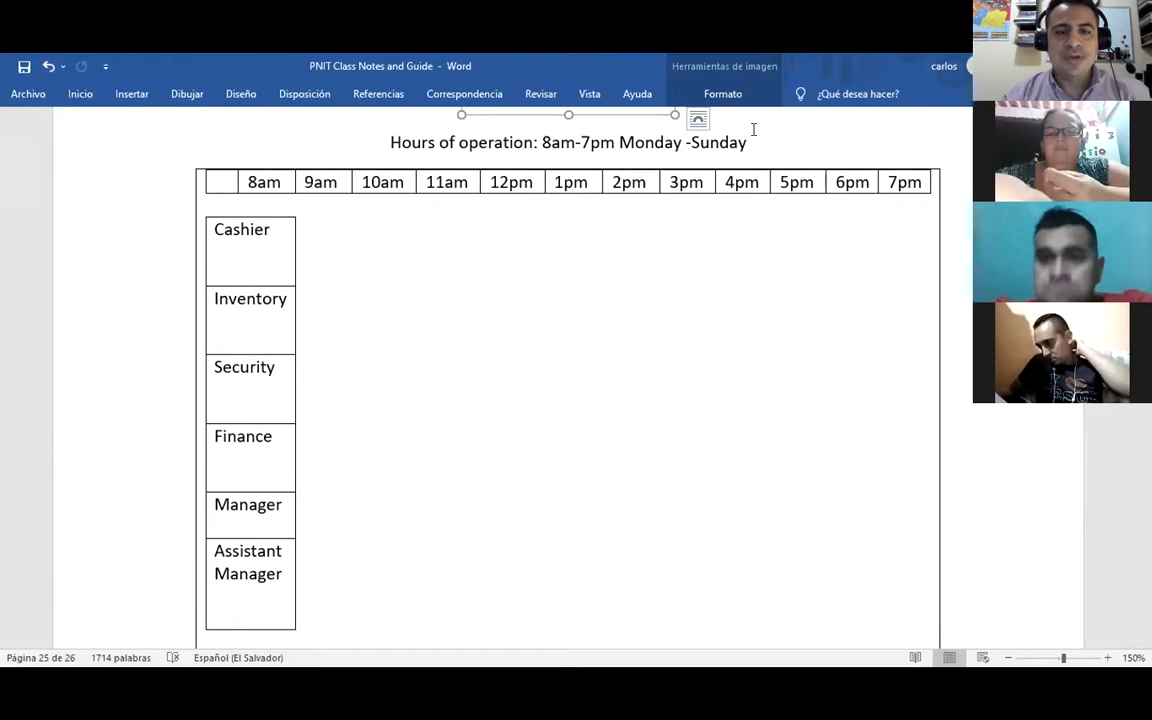 PNIT Class Notes and Guide - Word
Herramientas de imagen
carlos
Archivo Inicio Insertar Dibujar Diseño Disposición Referencias Correspondencia Revisar Vista Ayuda Formato ¿Qué desea hacer?
Hours of operation: 8am-7pm Monday -Sunday
8am 9am 10am 11am 12pm 1pm 2pm 3pm 4pm 5pm 6pm 7pm
Cashier
Inventory
Security
Finance
Manager
Assistant
Manager
Página 25 de 26 1714 palabras Español (El Salvador) 150%